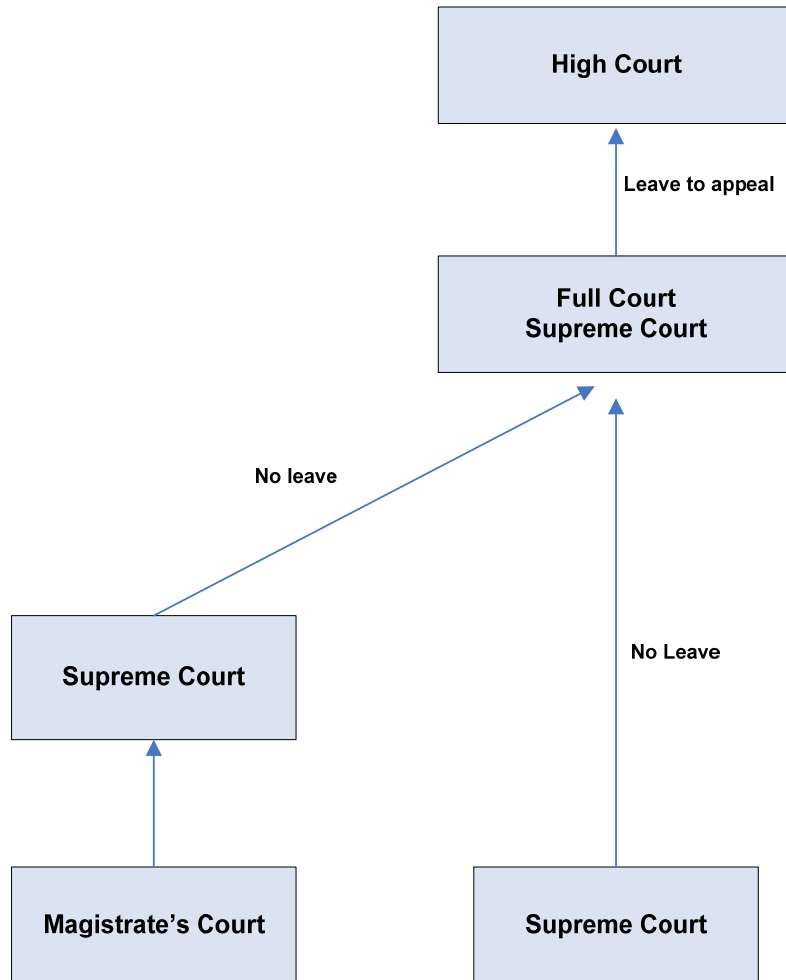 High Court
Leave to appeal
Full Court
Supreme Court
No leave
No Leave
Supreme Court
Magistrate’s Court
Supreme Court